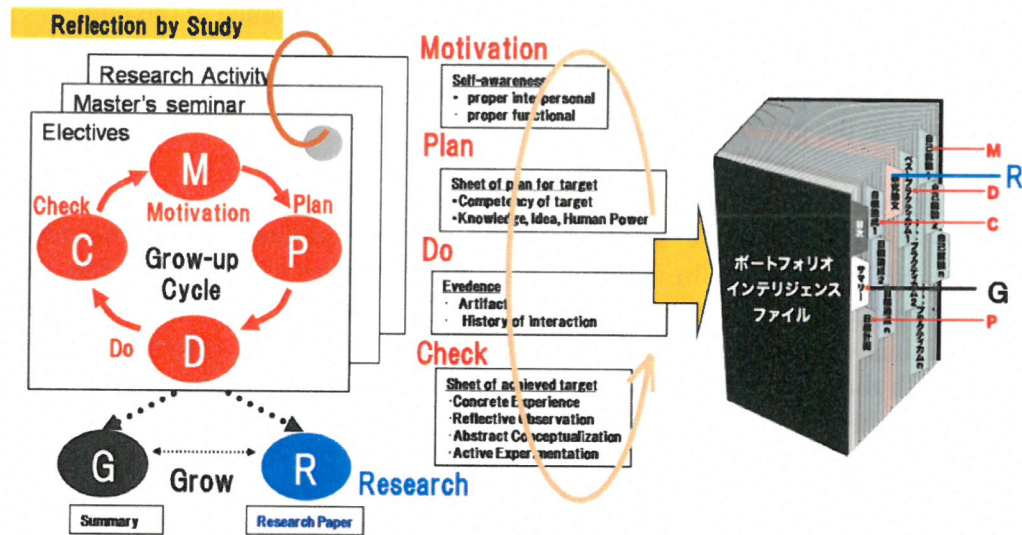 Reflection by Study
Research Activity
Master's seminar
Electives
M
Motivation
Check
Plan
C
P
Grow-up
Cycle
Do
D
G
Grow
R
Research
Summary
Research Paper
Motivation
Self-awareness
・ proper interpersonal
・ proper functional
Plan
Sheet of plan for target
・Competency of target
・Knowledge, Idea, Human Power
Do
Evedence
・ Artifact
・ History of interaction
Check
Sheet of achieved target
・Concrete Experience
・Reflective Observation
・Abstract Conceptualization
・Active Experimentation
ポートフォリオ
インテリジェンス
ファイル
サマリー
M
R
D
C
G
P